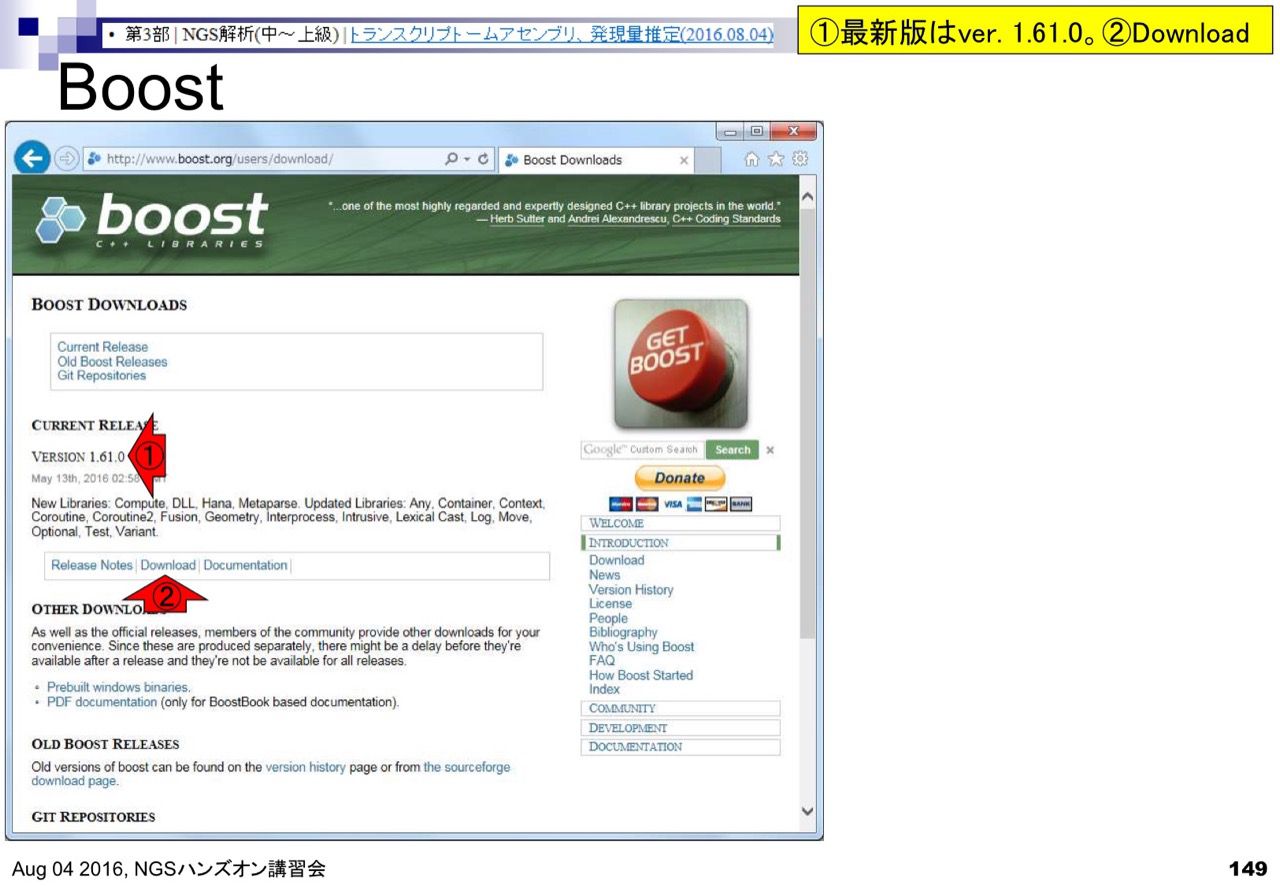 • 第3部 | NGS解析(中～上級) | トランスクリプトームアセンブリ、発現量推定(2016.08.04)
①最新版はver. 1.61.0。②Download
Boost
http://www.boost.org/users/download/
Boost Downloads
boost
C++ LIBRARIES
"...one of the most highly regarded and expertly designed C++ library projects in the world."
— Herb Sutter and Andrei Alexandrescu, C++ Coding Standards
BOOST DOWNLOADS
Current Release
Old Boost Releases
Git Repositories
CURRENT RELEASE
VERSION 1.61.0
①
May 13th, 2016 02:58
New Libraries: Compute, DLL, Hana, Metaparse. Updated Libraries: Any, Container, Context,
Coroutine, Coroutine2, Fusion, Geometry, Interprocess, Intrusive, Lexical Cast, Log, Move,
Optional, Test, Variant.
Release Notes | Download | Documentation |
②
OTHER DOWNLOADS
As well as the official releases, members of the community provide other downloads for your
convenience. Since these are produced separately, there might be a delay before they're
available after a release and they're not be available for all releases.
Prebuilt windows binaries.
PDF documentation (only for BoostBook based documentation).
OLD BOOST RELEASES
Old versions of boost can be found on the version history page or from the sourceforge
download page.
GIT REPOSITORIES
GET
BOOST
Google™ Custom Search Search ×
Donate
VISA
BANK
WELCOME
INTRODUCTION
Download
News
Version History
License
People
Bibliography
Who's Using Boost
FAQ
How Boost Started
Index
COMMUNITY
DEVELOPMENT
DOCUMENTATION
Aug 04 2016, NGSハンズオン講習会
149